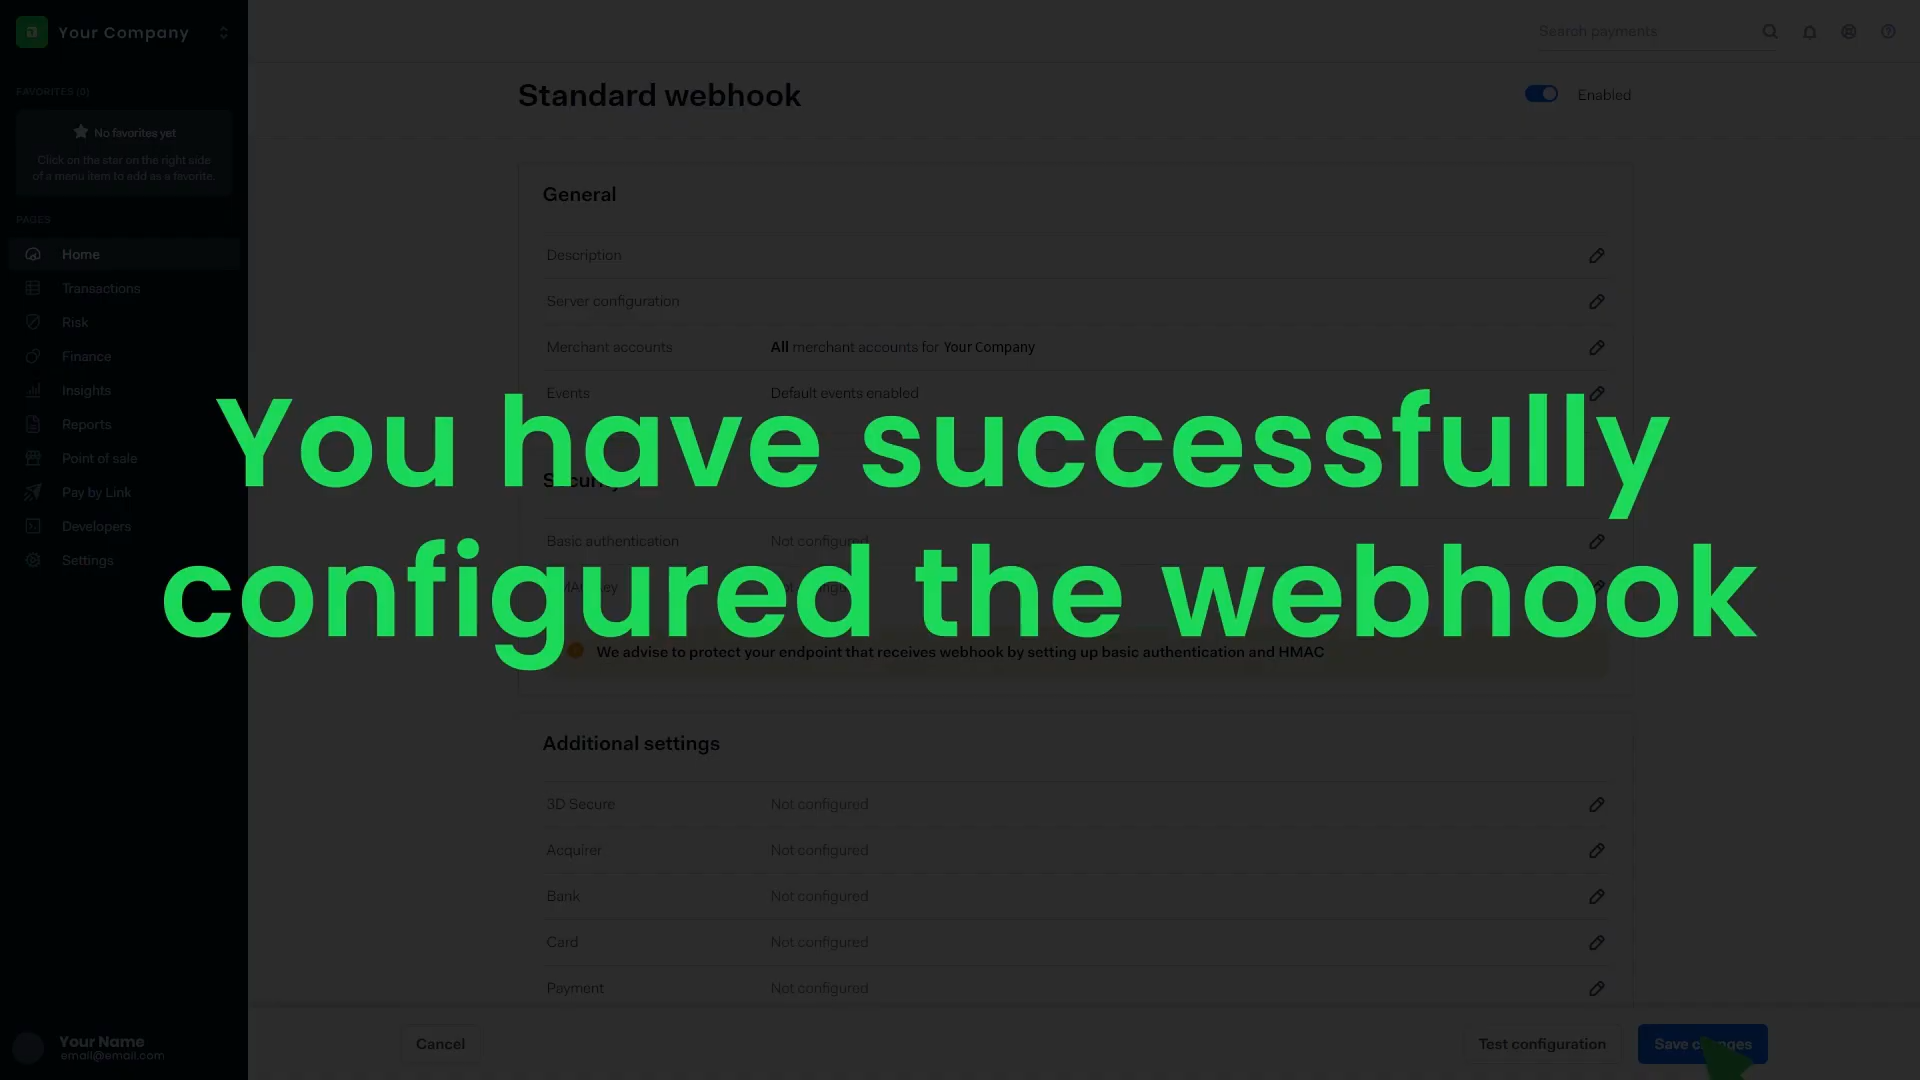 Your Company
Search payments
FAVORITES (0)
No favorites yet
Click on the star on the right side
of a menu item to add as a favorite.
PAGES
Home
Transactions
Risk
Finance
Insights
Reports
Point of sale
Pay by Link
Developers
Settings
Your Name
email@email.com
Standard webhook
Enabled
General
Description
Server configuration
Merchant accounts All merchant accounts for Your Company
Events Default events enabled
You have successfully
configured the webhook
Security
Basic authentication Not configured
We advise to protect your endpoint that receives webhook by setting up basic authentication and HMAC
Additional settings
3D Secure Not configured
Acquirer Not configured
Bank Not configured
Card Not configured
Payment Not configured
Cancel
Test configuration
Save changes